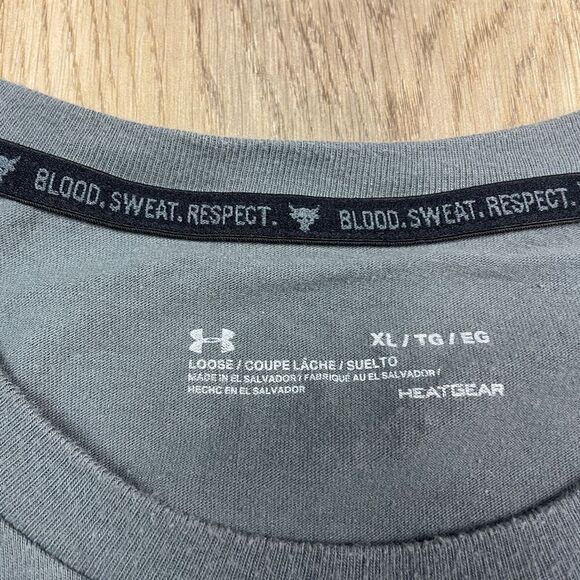 BLOOD. SWEAT. RESPECT. BLOOD. SWEAT. RESPECT.
XL / TG / EG
LOOSE / COUPE LÂCHE / SUELTO
MADE IN EL SALVADOR / FABRIQUÉ AU EL SALVADOR /
HECHO EN EL SALVADOR
HEATGEAR